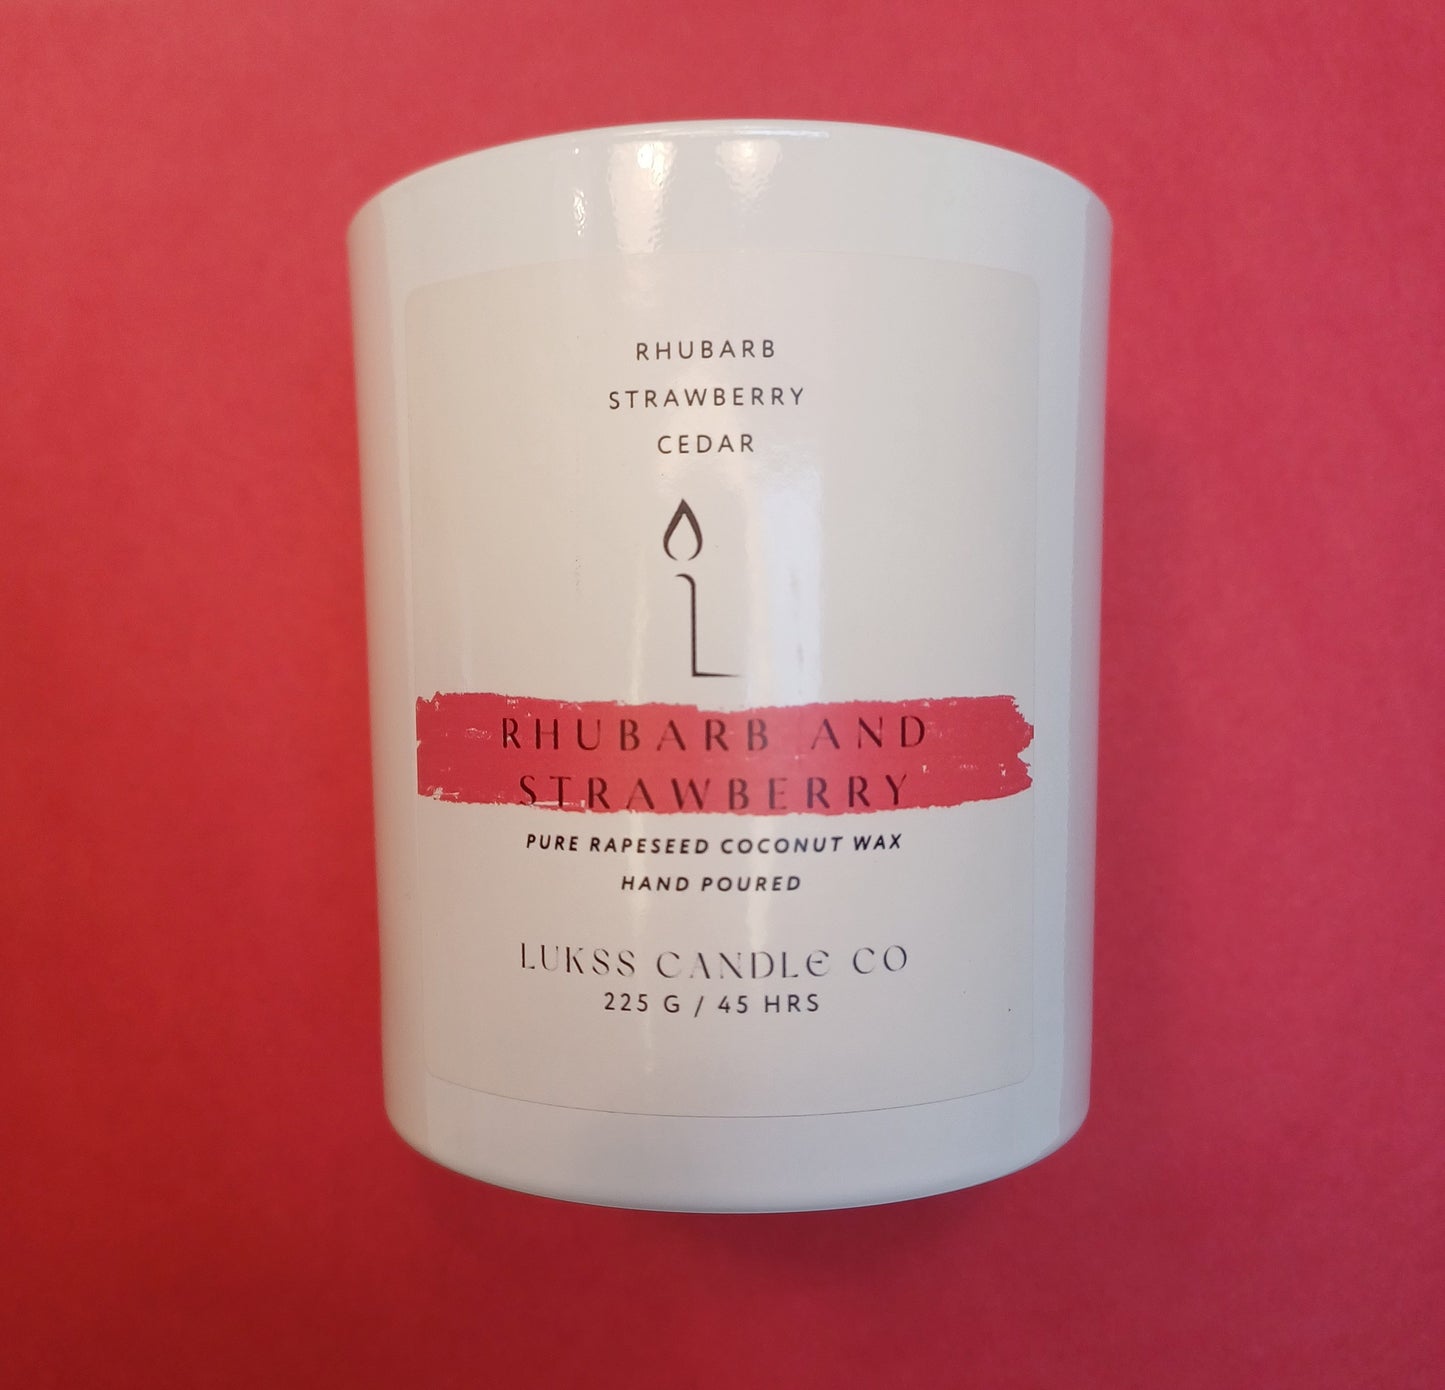 RHUBARB
STRAWBERRY
CEDAR
RHUBARB AND
STRAWBERRY
PURE RAPESEED COCONUT WAX
HAND POURED
LUKSS CANDLE CO
225 G / 45 HRS